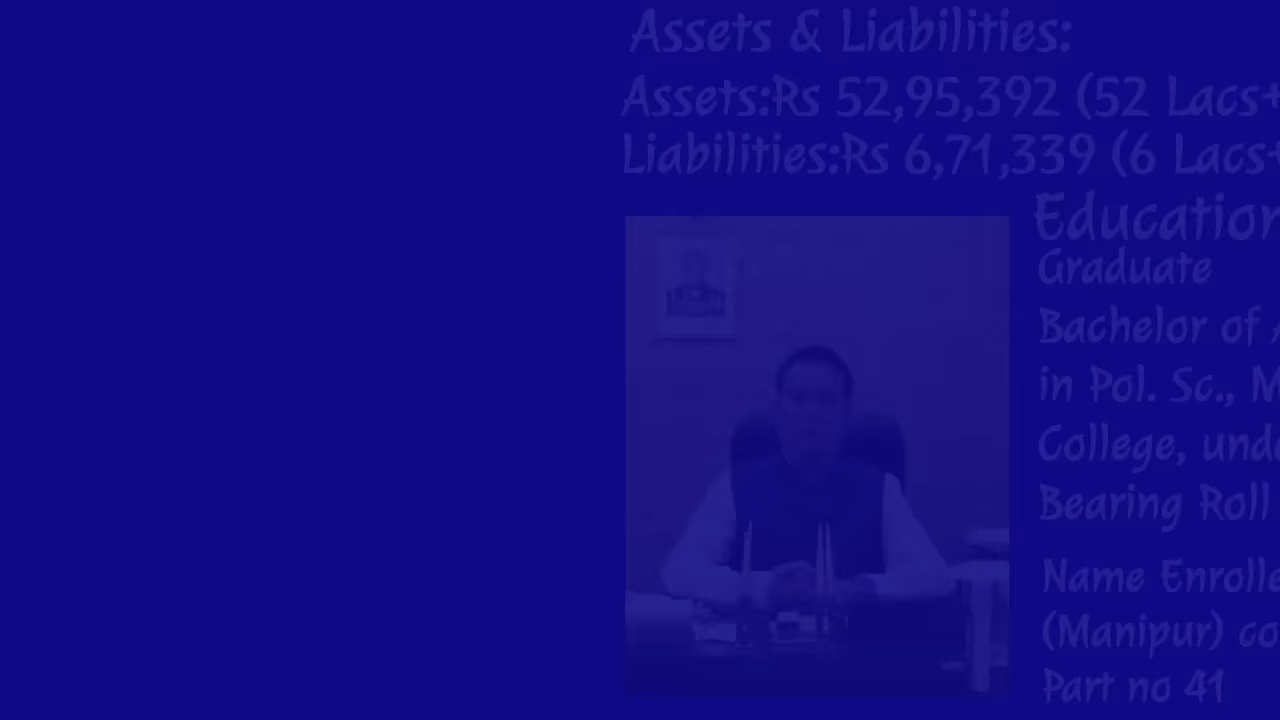 Assets & Liabilities:
Assets:Rs 52,95,392 (52 Lacs+
Liabilities:Rs 6,71,339 (6 Lacs+
Education
Graduate
Bachelor of
in Pol. Sc., M
College, unde
Bearing Roll
Name Enrolle
(Manipur) co
Part no 41